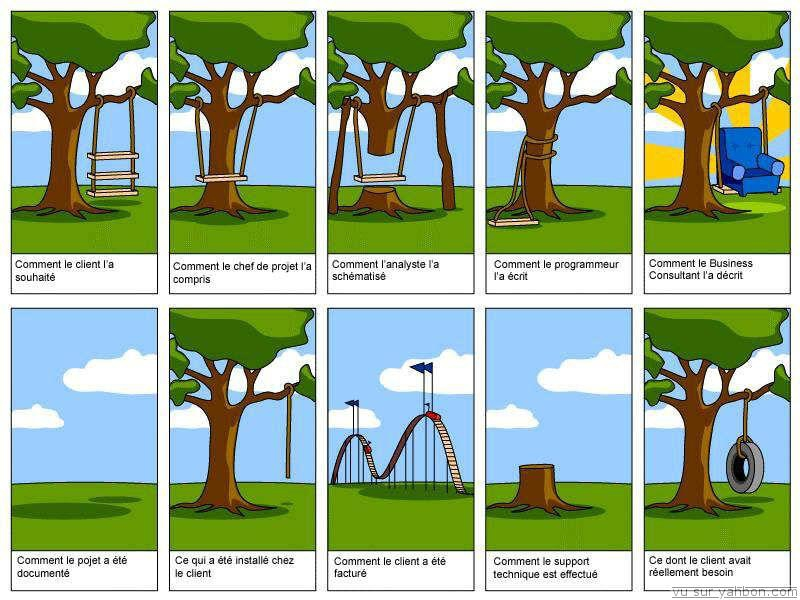 Comment le client l'a
souhaité
Comment le chef de projet l'a
compris
Comment l'analyste l'a
schématisé
Comment le programmeur
l'a écrit
Comment le Business
Consultant l'a décrit
Comment le pojet a été
documenté
Ce qui a été installé chez
le client
Comment le client a été
facturé
Comment le support
technique est effectué
Ce dont le client avait
réellement besoin
vu sur yahbon.com